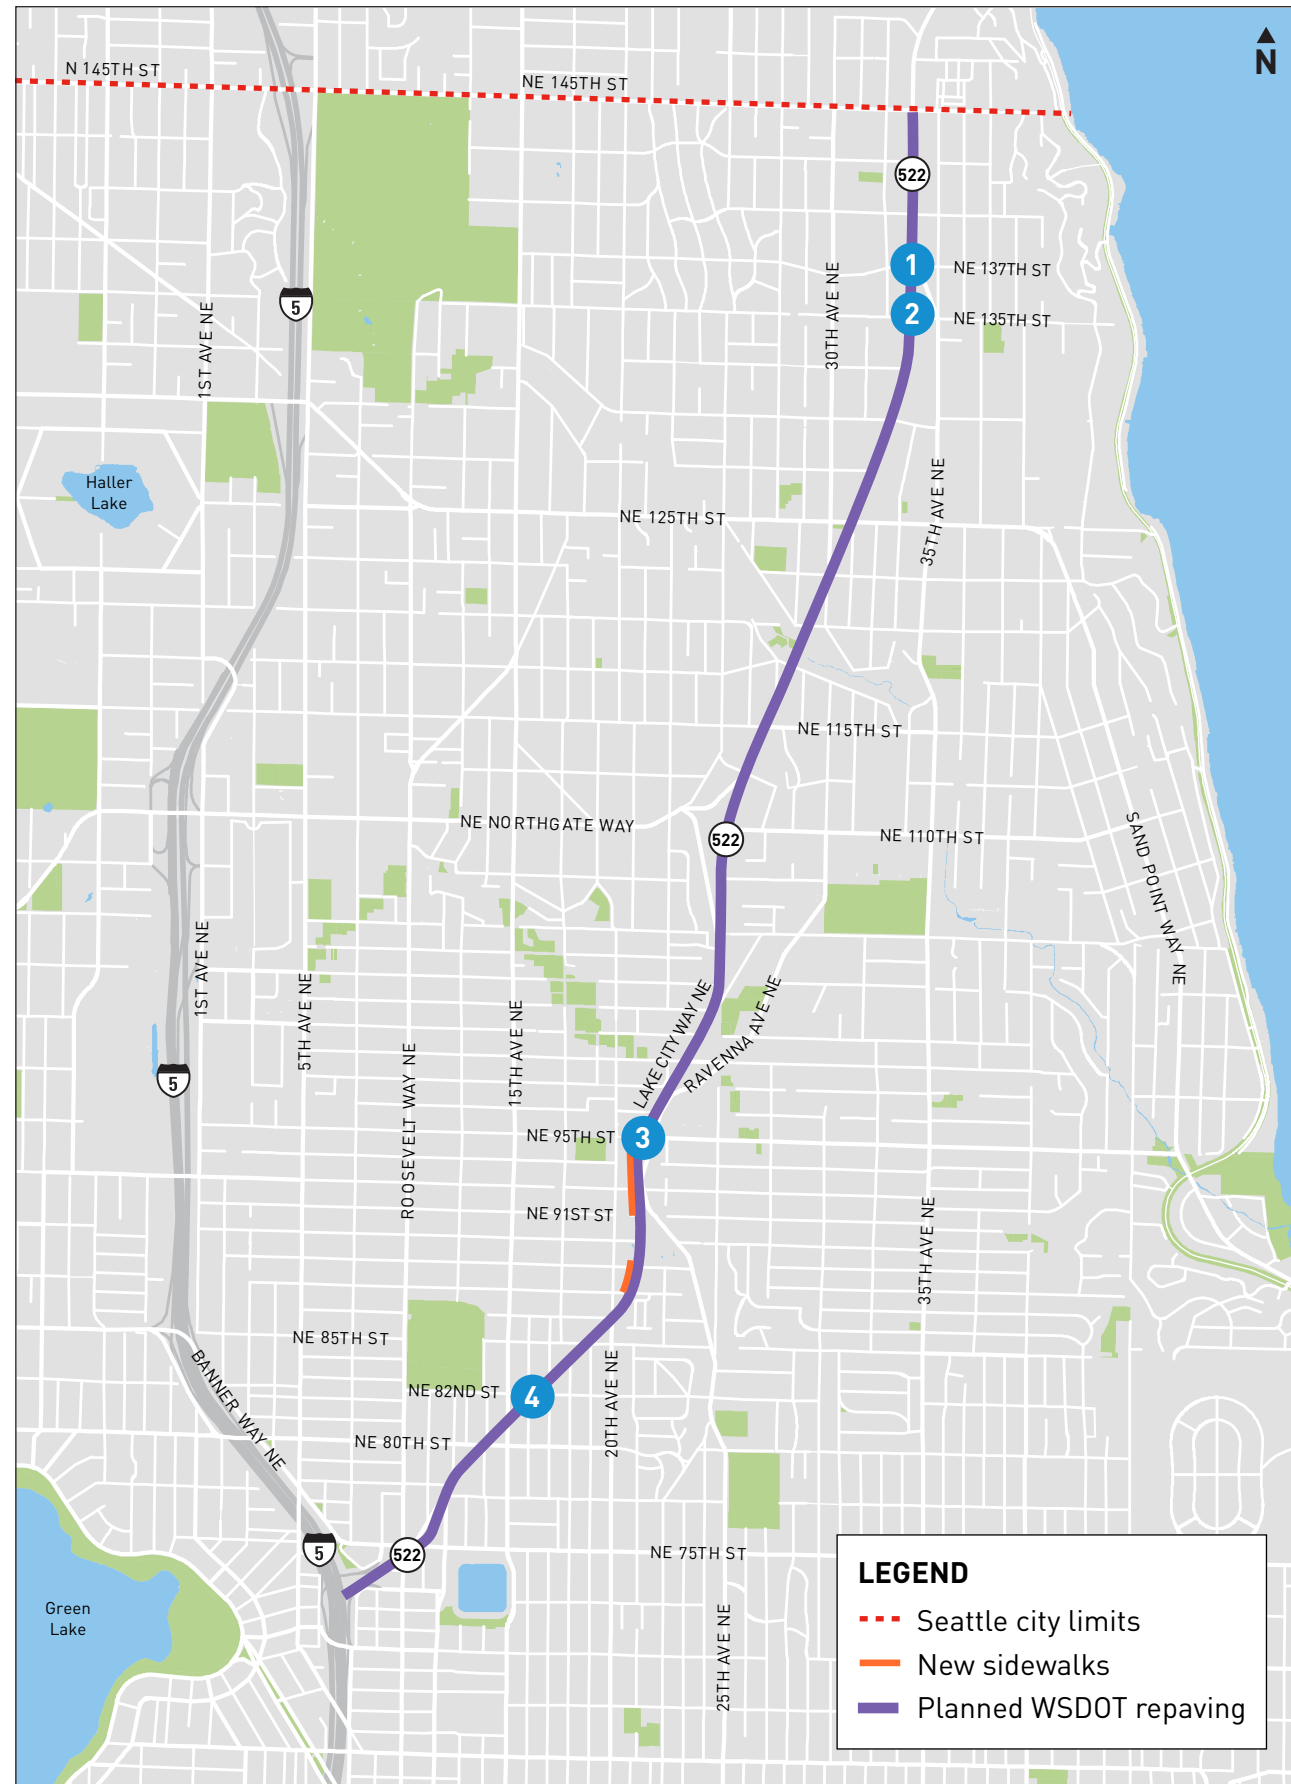 N
N 145TH ST
NE 145TH ST
522
1
NE 137TH ST
30TH AVE NE
5
1ST AVE NE
2
NE 135TH ST
Haller
Lake
35TH AVE NE
NE 125TH ST
NE 115TH ST
NE NORTHGATE WAY
522
NE 110TH ST
SAND POINT WAY NE
1ST AVE NE
5TH AVE NE
15TH AVE NE
LAKE CITY WAY NE
RAVENNA AVE NE
ROOSEVELT WAY NE
5
NE 95TH ST
3
NE 91ST ST
35TH AVE NE
NE 85TH ST
BANNER WAY NE
20TH AVE NE
NE 82ND ST
4
NE 80TH ST
5
522
NE 75TH ST
Green
Lake
25TH AVE NE
LEGEND
Seattle city limits
New sidewalks
Planned WSDOT repaving